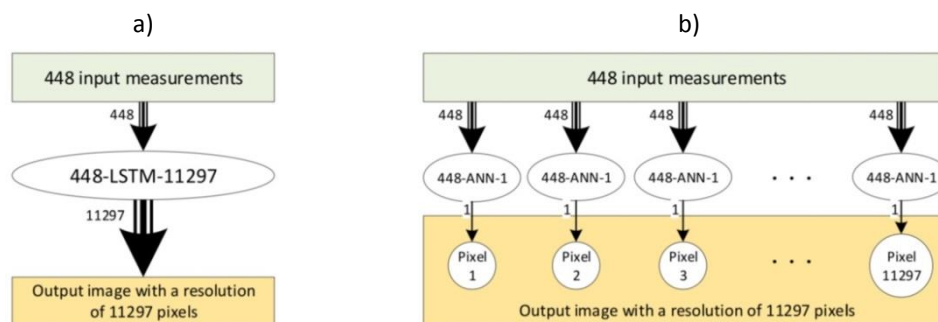 a)
448 input measurements
448
448-LSTM-11297
11297
Output image with a resolution
of 11297 pixels
b)
448 input measurements
448 448 448 448
448-ANN-1 448-ANN-1 448-ANN-1 . . . 448-ANN-1
1 1 1 1
Pixel
1
Pixel
2
Pixel
3
. . .
Pixel
11297
Output image with a resolution of 11297 pixels